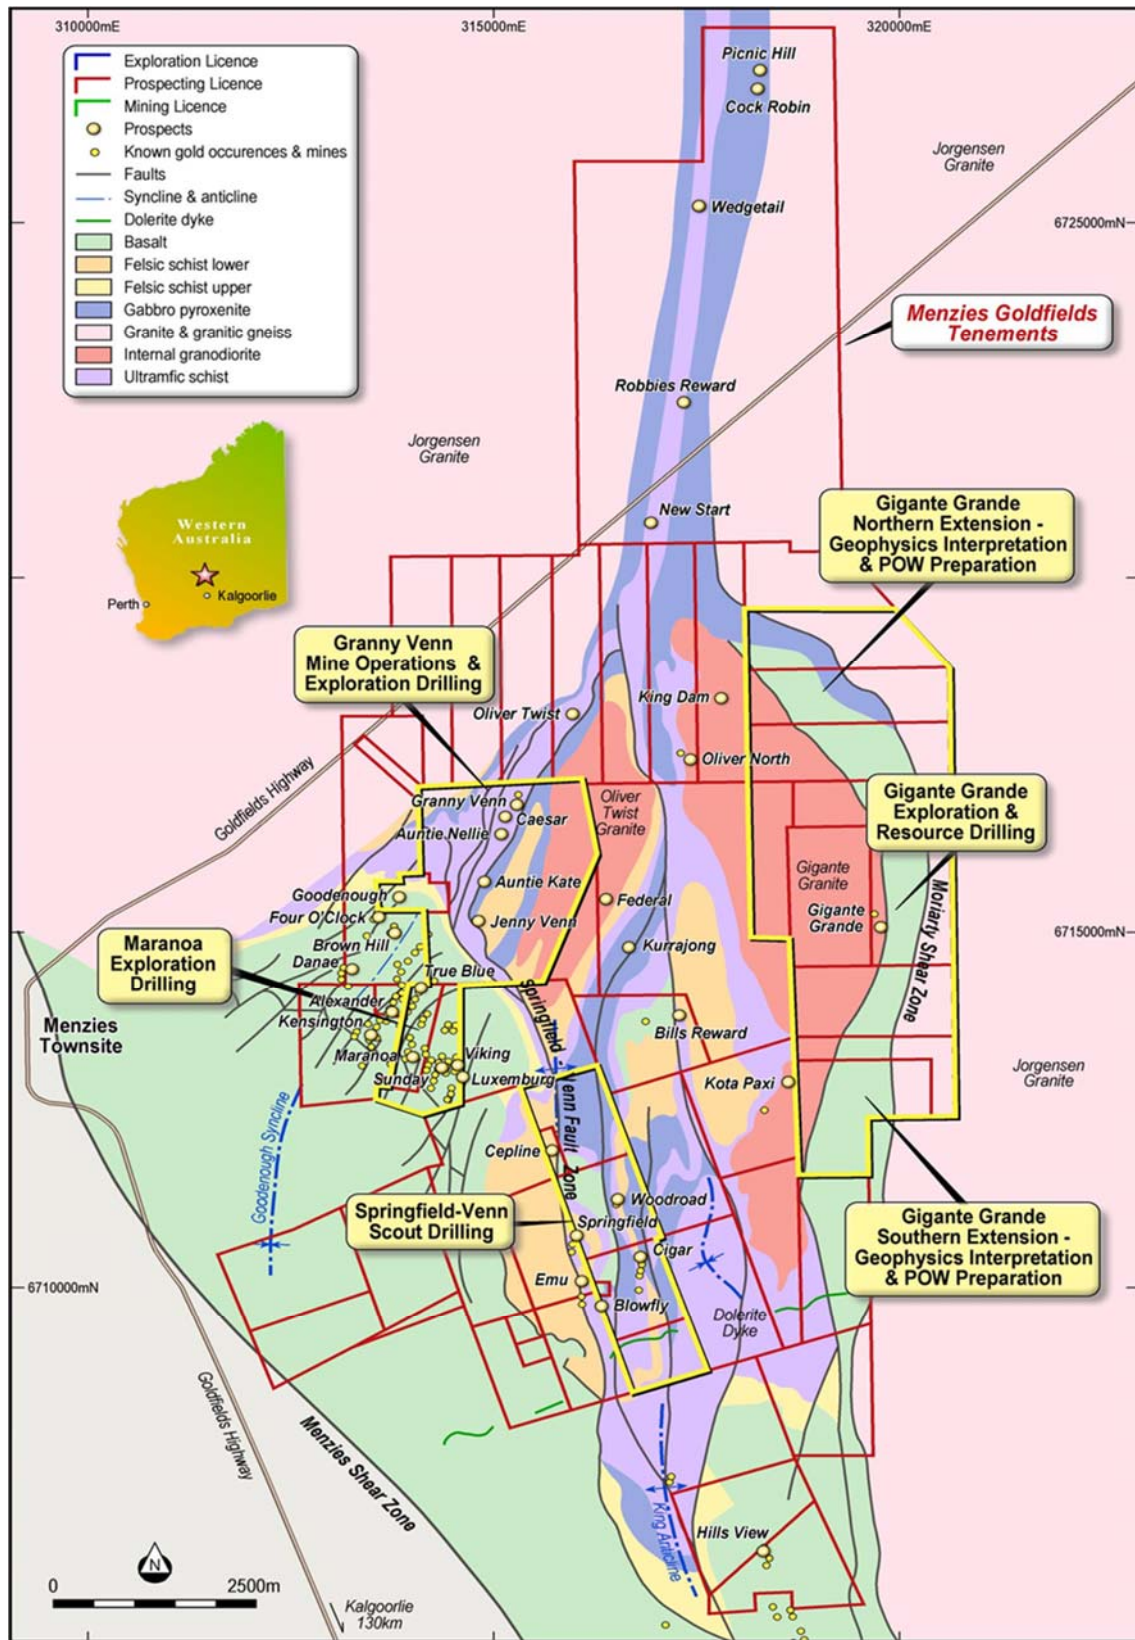 310000mE
315000mE
320000mE
Exploration Licence
Prospecting Licence
Mining Licence
Prospects
Known gold occurences & mines
Faults
Syncline & anticline
Dolerite dyke
Basalt
Felsic schist lower
Felsic schist upper
Gabbro pyroxenite
Granite & granitic gneiss
Internal granodiorite
Ultramfic schist
Picnic Hill
Cock Robin
Jorgensen
Granite
Wedgetail
6725000mN
Menzies Goldfields
Tenements
Robbies Reward
Jorgensen
Granite
Western
Australia
Perth
Kalgoorlie
New Start
Gigante Grande
Northern Extension -
Geophysics Interpretation
& POW Preparation
Granny Venn
Mine Operations &
Exploration Drilling
King Dam
Oliver Twist
Oliver North
Goldfields Highway
Granny Venn
Caesar
Auntie Nellie
Oliver
Twist
Granite
Gigante Grande
Exploration &
Resource Drilling
Auntie Kate
Goodenough
Federal
Gigante
Granite
Four O'Clock
Jenny Venn
Gigante
Grande
Moriarty Shear Zone
Brown Hill
Kurrajong
6715000mN
Maranoa
Exploration
Drilling
Danae
True Blue
Alexander
Kensington
Springfield - Venn Fault Zone
Bills Reward
Menzies
Townsite
Maranoa
Viking
Sunday
Luxemburg
Kota Paxi
Jorgensen
Granite
Goodenough Syncline
Cepline
Springfield-Venn
Scout Drilling
Woodroad
Springfield
Cigar
Gigante Grande
Southern Extension -
Geophysics Interpretation
& POW Preparation
6710000mN
Emu
Blowfly
Dolerite
Dyke
Goldfields Highway
Menzies Shear Zone
King Anticline
Hills View
N
0
2500m
Kalgoorlie
130km